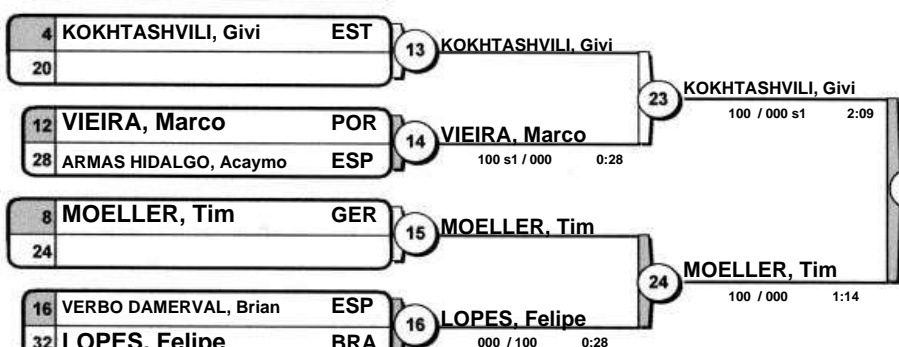 4 KOKHTASHVILI, Givi EST
20
13 KOKHTASHVILI, Givi
12 VIEIRA, Marco POR
28 ARMAS HIDALGO, Acaymo ESP
14 VIEIRA, Marco
100 s1 / 000 0:28
23 KOKHTASHVILI, Givi
100 / 000 s1 2:09
8 MOELLER, Tim GER
24
15 MOELLER, Tim
16 VERBO DAMERVAL, Brian ESP
32 LOPES, Felipe BRA
16 LOPES, Felipe
000 / 100 0:28
24 MOELLER, Tim
100 / 000 1:14